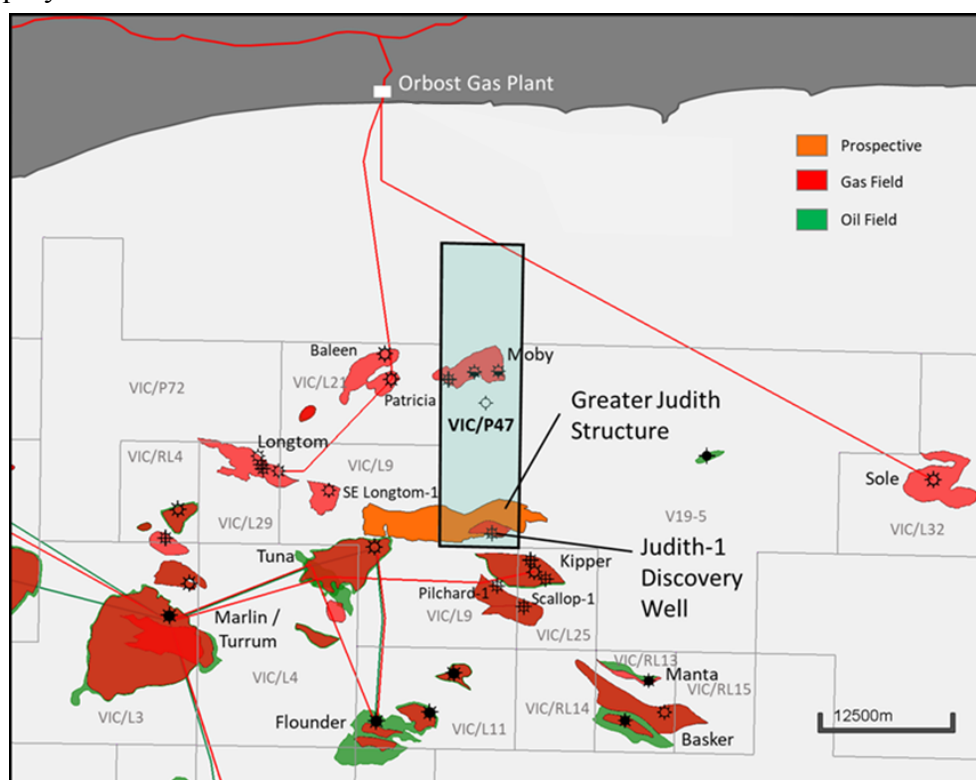 Orbost Gas Plant
Prospective
Gas Field
Oil Field
Baleen
Moby
VIC/L21
VIC/P72
Patricia
VIC/P47
Greater Judith
Structure
Longtom
VIC/RL4
VIC/L9
SE Longtom-1
Sole
VIC/L29
V19-5
VIC/L32
Tuna
Kipper
Judith-1
Discovery
Well
Pilchard-1
Scallop-1
VIC/L9
Marlin /
Turrum
VIC/L25
VIC/L4
VIC/RL13
Manta
VIC/RL15
VIC/L3
Flounder
VIC/L11
VIC/RL14
Basker
12500m